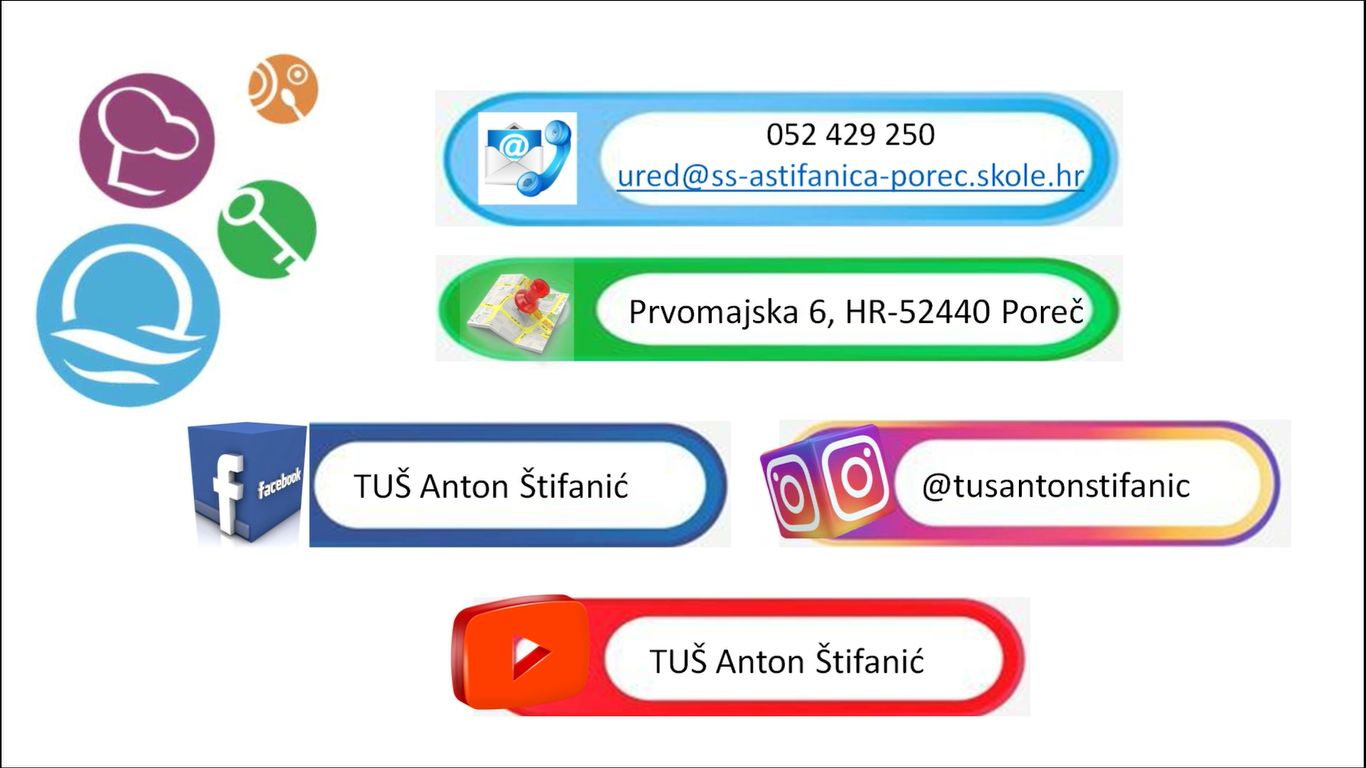 052 429 250
ured@ss-astifanica-porec.skole.hr
Prvomajska 6, HR-52440 Poreč
facebook
TUŠ Anton Štifanić
@tusantonstifanic
TUŠ Anton Štifanić